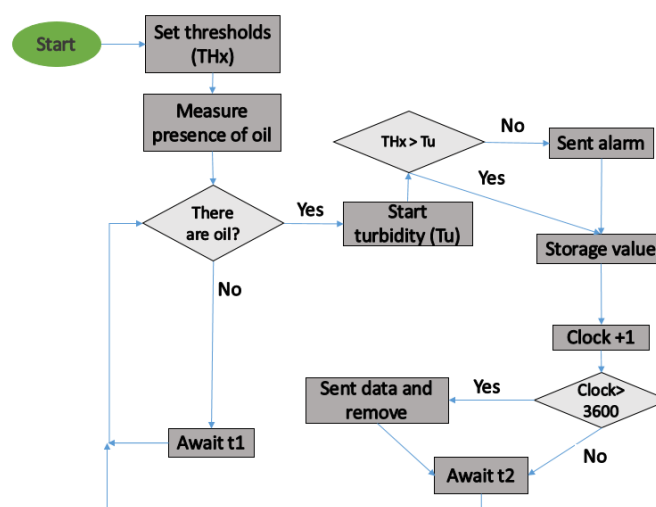 Start
Set thresholds
(THx)
Measure
presence of oil
There
are oil?
Yes
No
Await t1
Start
turbidity (Tu)
THx > Tu
No
Yes
Sent alarm
Storage value
Clock +1
Clock>
3600
Yes
No
Sent data and
remove
Await t2